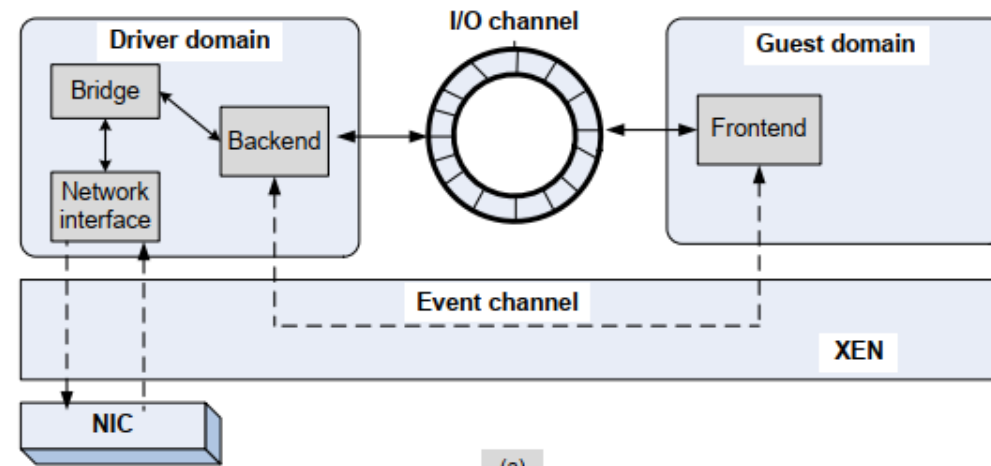 I/O channel
Driver domain
Guest domain
Bridge
Backend
Frontend
Network
interface
Event channel
XEN
NIC
(a)